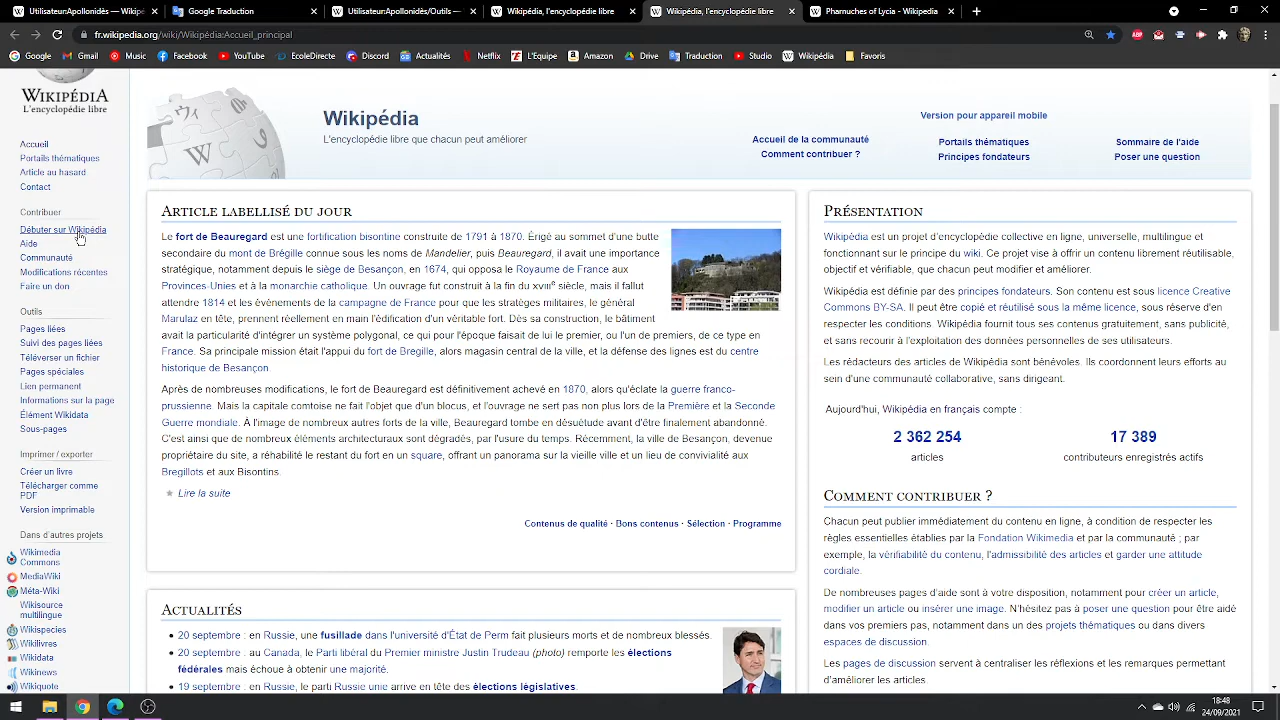 Utilisateur:Apolloni·
Google Traduction
Utilisateur:Apollonié/Outils –
Wikipédia, l'encyclopédie libre
Wikipédia, l'encyclopédie libre
Pixamuches of Lycia - Wikipedia
fr.wikipedia.org/wiki/Wikipédia:Accueil_principal
Google
Gmail
Music
Facebook
YouTube
EcoleDirecte
Discord
Actualités
Netflix
L'Equipe
Amazon
Drive
Traduction
Studio
Wikipédia
Favoris
WIKIPÉDIA
L'encyclopédie libre
Accueil
Portails thématiques
Article au hasard
Contact
Contribuer
Débuter sur Wikipédia
Aide
Communauté
Modifications récentes
Faire un don
Outils
Pages liées
Suivi des pages liées
Téléverser un fichier
Pages spéciales
Lien permanent
Informations sur la page
Élément Wikidata
Sous-pages
Imprimer / exporter
Créer un livre
Télécharger comme
PDF
Version imprimable
Dans d'autres projets
Wikimedia
Commons
MediaWiki
Méta-Wiki
Wikisource
multilingue
Wikispecies
Wikilivres
Wikidata
Wikinews
Wikiquote
Wikipédia
L'encyclopédie libre que chacun peut améliorer
Version pour appareil mobile
Accueil de la communauté
Portails thématiques
Sommaire de l'aide
Comment contribuer ?
Principes fondateurs
Poser une question
Article labellisé du jour
Le fort de Beauregard est une fortification bisontine construite de 1791 à 1870. Érigé au sommet d'une butte
secondaire du mont de Brégille connue sous les noms de Mandelier, puis Beauregard, il avait une importance
stratégique, notamment depuis le siège de Besançon, en 1674, qui opposa le Royaume de France aux
Provinces-Unies et à la monarchie catholique. Un ouvrage fut construit à la fin du xviiie siècle, mais il fallut
attendre 1814 et les événements de la campagne de France pour que les stratèges militaires, le général
Marulaz en tête, prennent réellement en main l'édification d'un véritable fort. Dès sa construction, le bâtiment
avait la particularité d'intégrer un système polygonal, ce qui pour l'époque faisait de lui le premier, ou l'un de premiers, de ce type en
France. Sa principale mission était l'appui du fort de Bregille, alors magasin central de la ville, et la défense des lignes est du centre
historique de Besançon.
Après de nombreuses modifications, le fort de Beauregard est définitivement achevé en 1870, alors qu'éclate la guerre franco-
prussienne. Mais la capitale comtoise ne fait l'objet que d'un blocus, et l'ouvrage ne sert pas non plus lors de la Première et la Seconde
Guerre mondiale. À l'image de nombreux autres forts de la ville, Beauregard tombe en désuétude avant d'être finalement abandonné.
C'est ainsi que de nombreux éléments architecturaux sont dégradés, par l'usure du temps. Récemment, la ville de Besançon, devenue
propriétaire du site, a réhabilité le restant du fort en un square, offrant un panorama sur la vieille ville et un lieu de convivialité aux
Bregillots et aux Bisontins.
Lire la suite
Contenus de qualité · Bons contenus · Sélection · Programme
Actualités
20 septembre : en Russie, une fusillade dans l'université d'État de Perm fait plusieurs morts et de nombreux blessés.
20 septembre : au Canada, le Parti libéral du Premier ministre Justin Trudeau (photo) remporte les élections
fédérales mais échoue à obtenir une majorité.
19 septembre : en Russie, le parti Russie unie arrive en tête des élections législatives.
Présentation
Wikipédia est un projet d'encyclopédie collective en ligne, universelle, multilingue et
fonctionnant sur le principe du wiki. Ce projet vise à offrir un contenu librement réutilisable,
objectif et vérifiable, que chacun peut modifier et améliorer.
Wikipédia est définie par des principes fondateurs. Son contenu est sous licence Creative
Commons BY-SA. Il peut être copié et réutilisé sous la même licence, sous réserve d'en
respecter les conditions. Wikipédia fournit tous ses contenus gratuitement, sans publicité,
et sans recourir à l'exploitation des données personnelles de ses utilisateurs.
Les rédacteurs des articles de Wikipédia sont bénévoles. Ils coordonnent leurs efforts au
sein d'une communauté collaborative, sans dirigeant.
Aujourd'hui, Wikipédia en français compte :
2 362 254
17 389
articles
contributeurs enregistrés actifs
Comment contribuer ?
Chacun peut publier immédiatement du contenu en ligne, à condition de respecter les
règles essentielles établies par la Fondation Wikimedia et par la communauté ; par
exemple, la vérifiabilité du contenu, l'admissibilité des articles et garder une attitude
cordiale.
De nombreuses pages d'aide sont à votre disposition, notamment pour créer un article,
modifier un article ou insérer une image. N'hésitez pas à poser une question pour être aidé
dans vos premiers pas, notamment dans un des projets thématiques ou dans divers
espaces de discussion.
Les pages de discussion servent à centraliser les réflexions et les remarques permettant
d'améliorer les articles.
18:48
24/09/2021